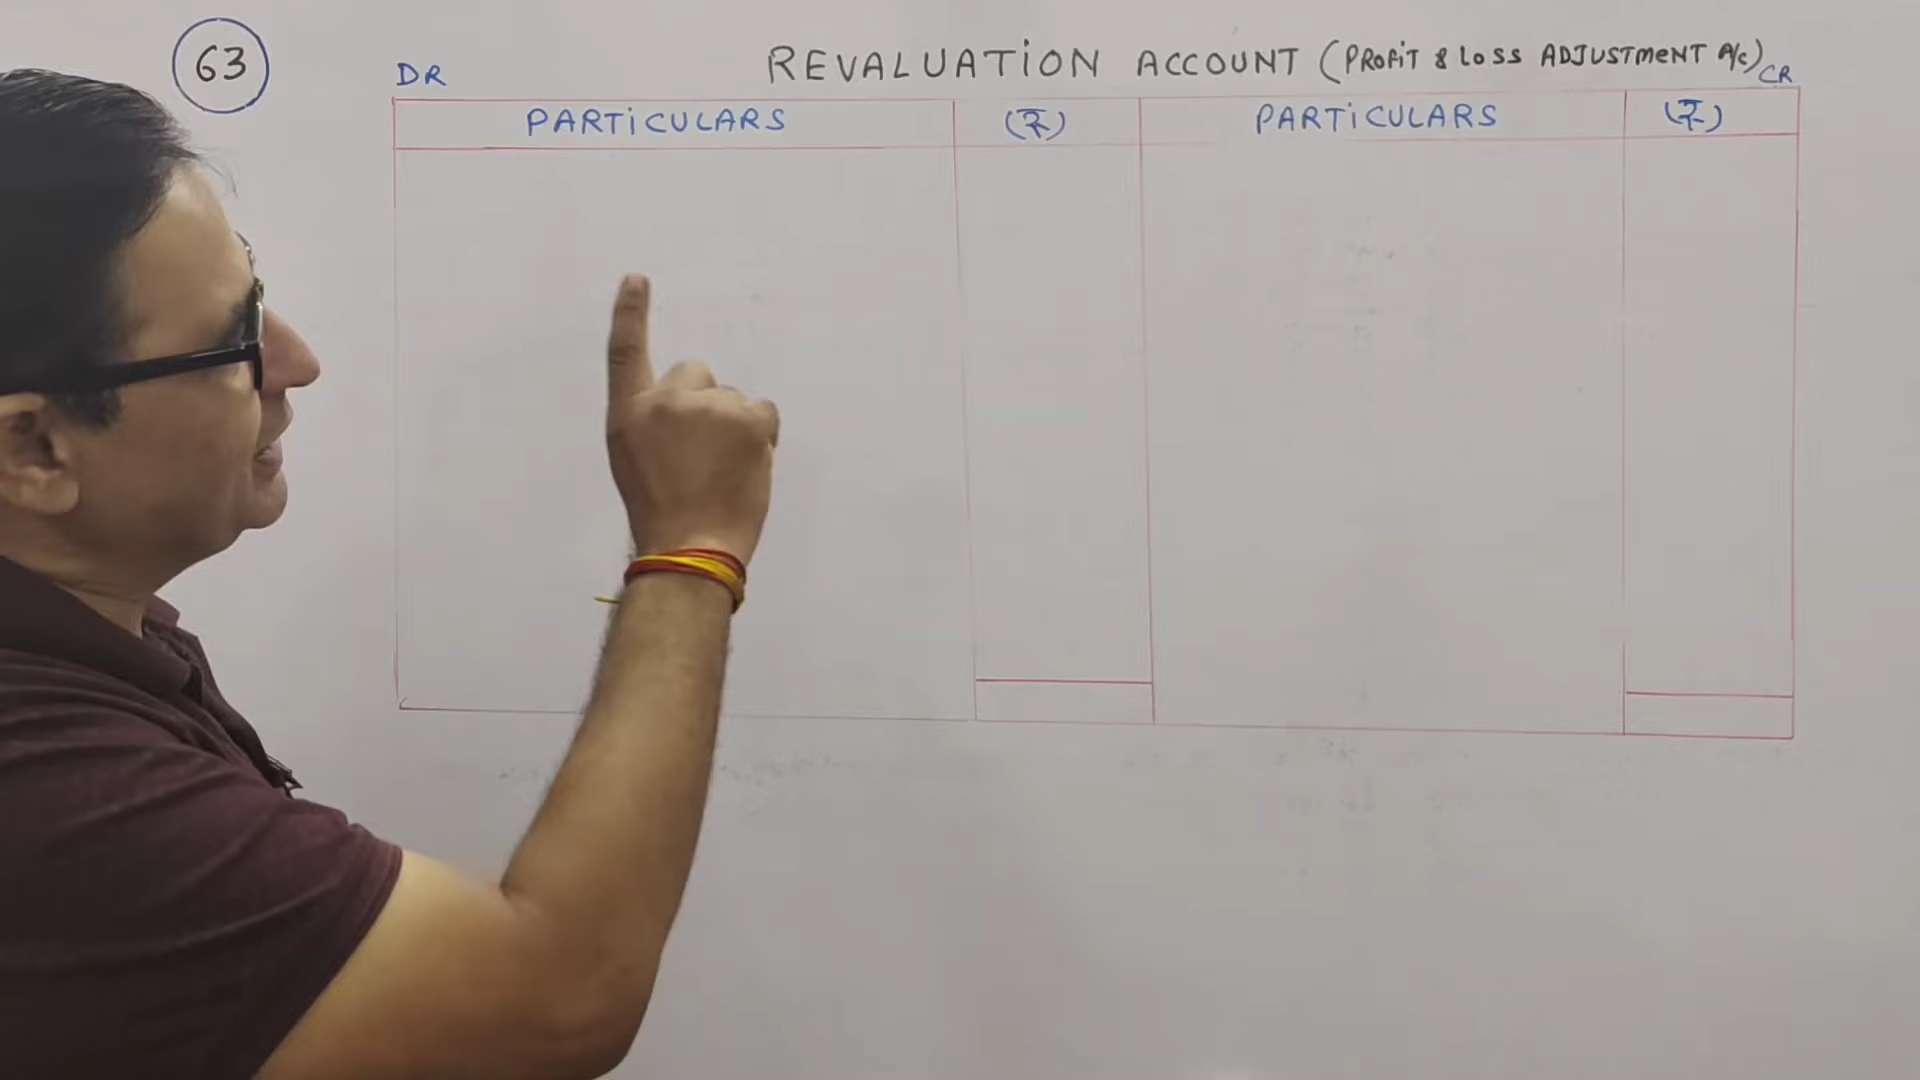 63
DR REVALUATION ACCOUNT (PROFIT & LOSS ADJUSTMENT A/C) CR
PARTICULARS (₹) PARTICULARS (₹)